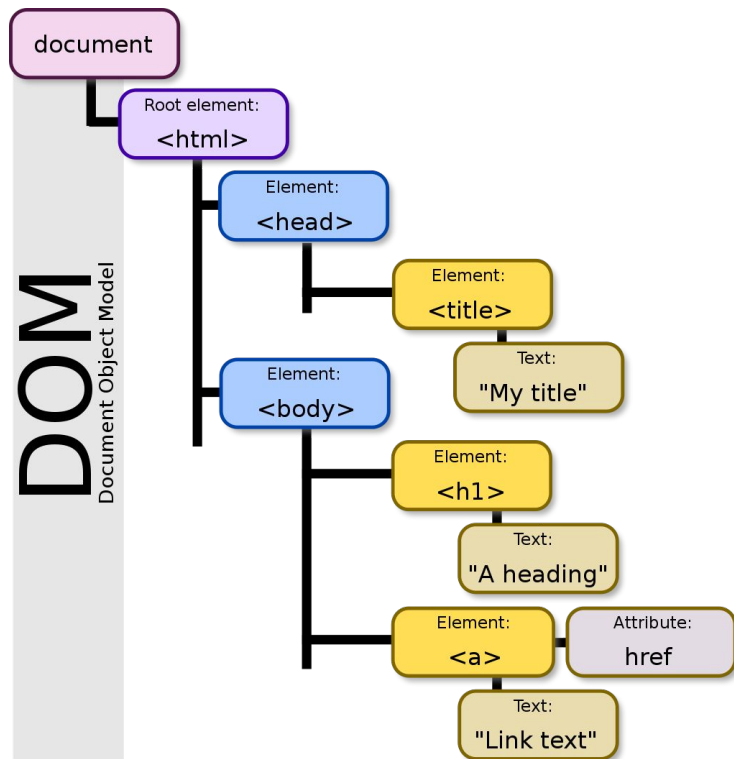 document
Root element:
<html>
Element:
<head>
Element:
<title>
Text:
"My title"
DOM
Document Object Model
Element:
<body>
Element:
<h1>
Text:
"A heading"
Element:
<a>
Attribute:
href
Text:
"Link text"